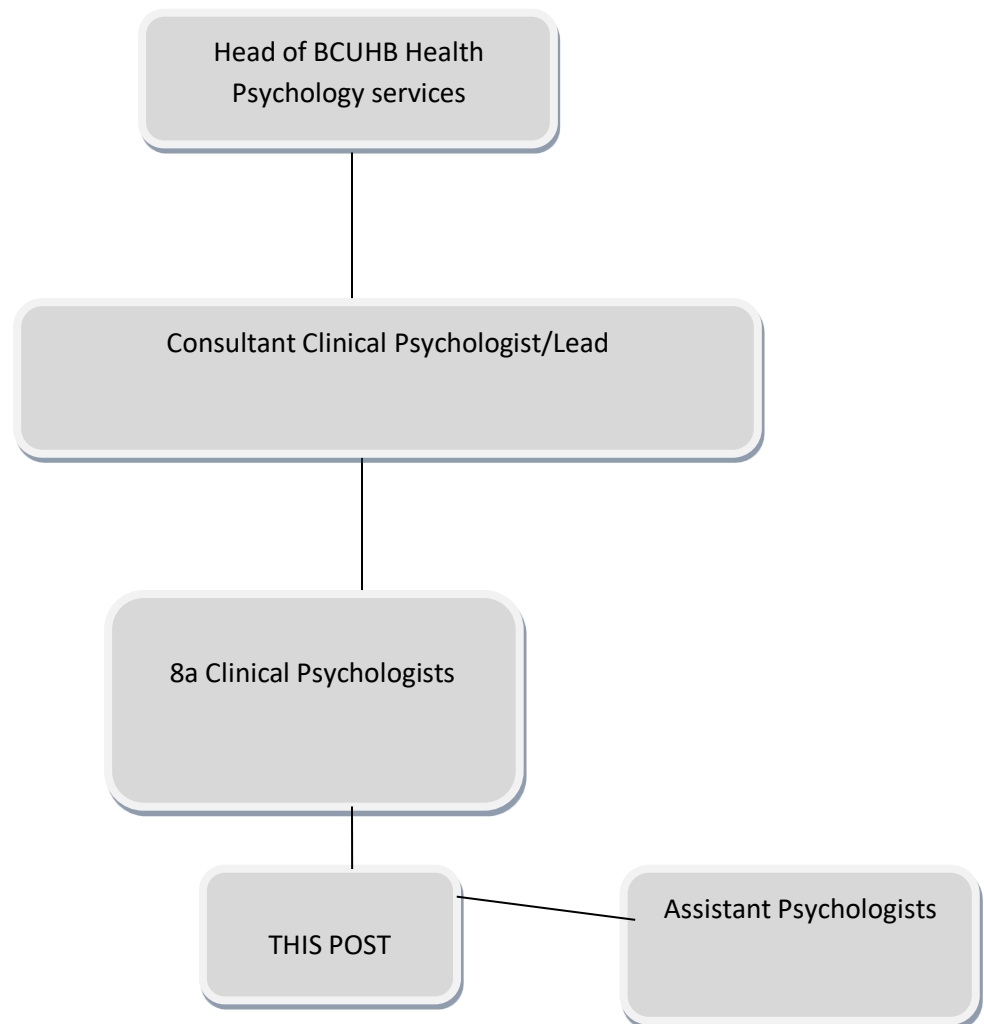 Head of BCUHB Health
Psychology services
Consultant Clinical Psychologist/Lead
8a Clinical Psychologists
THIS POST
Assistant Psychologists